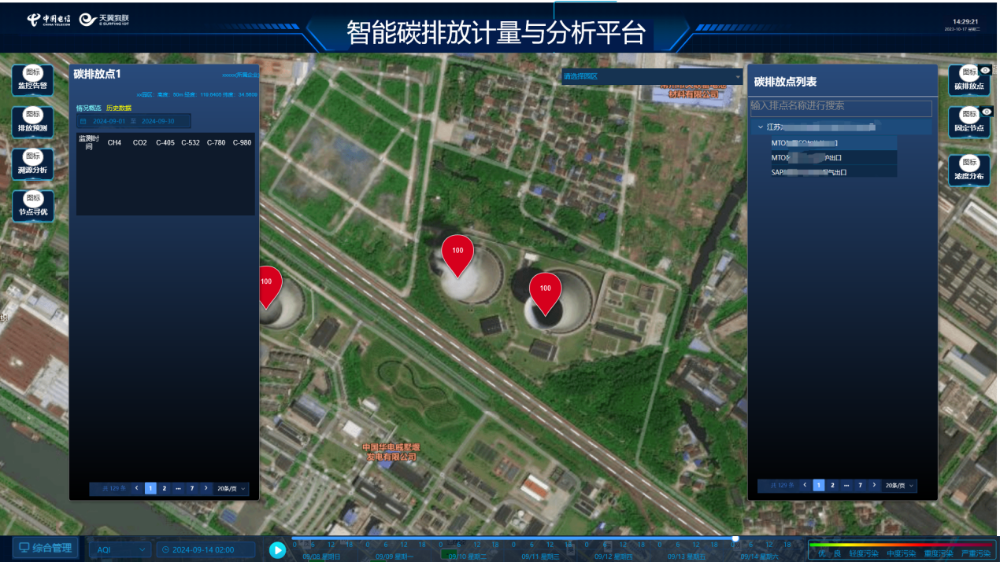 中国电信
CHINA TELECOM
天翼物联
E SURFING IOT
智能碳排放计量与分析平台
14:29:21
2023-10-17 星期二
图标
监控告警
图标
排放预测
图标
溯源分析
图标
节点寻优
碳排放点1
xxxxx所属企业
xx园区: 高度: 50m 经度: 119.6405 纬度: 34.5609
情况概览 历史数据
2024-09-01 至 2024-09-30
监测时间 CH4 CO2 C-405 C-532 C-780 C-980
共 129 条 1 2 ••• 7 20条/页
请选择园区
材料有限公司
100
100
100
中国华电戚墅堰
发电有限公司
碳排放点列表
输入排点名称进行搜索
江苏
MTO
MTO 出口
SAP 气出口
共 129 条 1 2 ••• 7 20条/页
图标
碳排放点
图标
固定节点
图标
浓度分布
综合管理
AQI
2024-09-14 02:00
0 6 12 18 0 6 12 18 0 6 12 18 0 6 12 18 0 6 12 18 0 6 12 18 0 6 12 18
09/08 星期日 09/09 星期一 09/10 星期二 09/11 星期三 09/12 星期四 09/13 星期五 09/14 星期六
优 良 轻度污染 中度污染 重度污染 严重污染